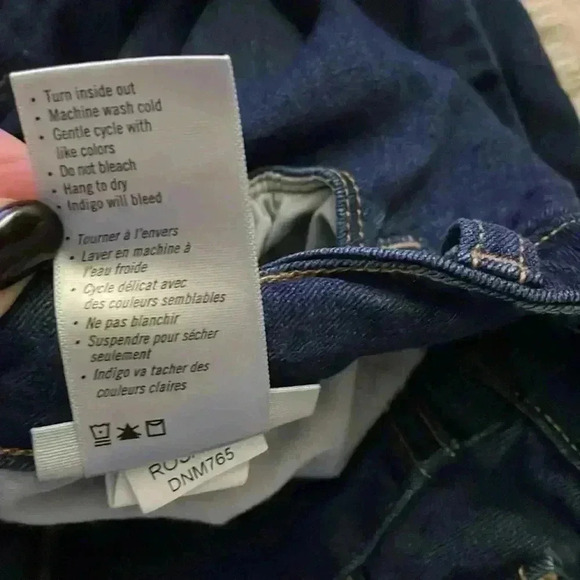 • Turn inside out
• Machine wash cold
• Gentle cycle with
like colors
• Do not bleach
• Hang to dry
• Indigo will bleed
• Tourner à l'envers
• Laver en machine à
l'eau froide
• Cycle délicat avec
des couleurs semblables
• Ne pas blanchir
• Suspendre pour sécher
seulement
• Indigo va tacher des
couleurs claires
DNM765